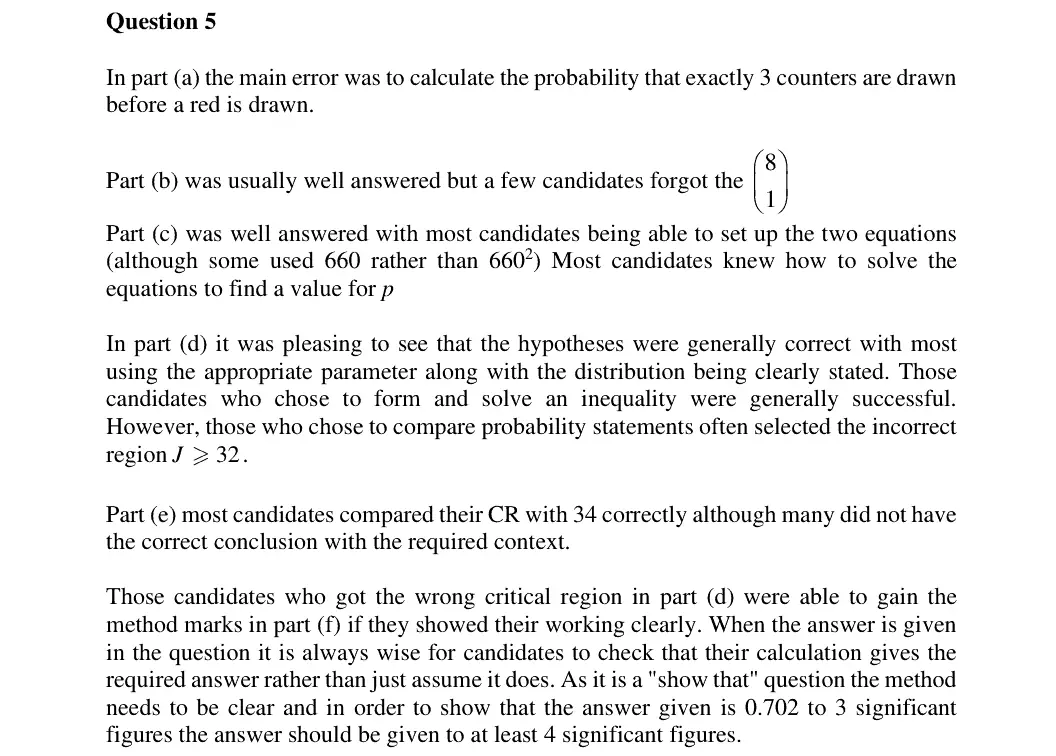 Question 5
In part (a) the main error was to calculate the probability that exactly 3 counters are drawn
before a red is drawn.
Part (b) was usually well answered but a few candidates forgot the (8
1)
Part (c) was well answered with most candidates being able to set up the two equations
(although some used 660 rather than 660²) Most candidates knew how to solve the
equations to find a value for p
In part (d) it was pleasing to see that the hypotheses were generally correct with most
using the appropriate parameter along with the distribution being clearly stated. Those
candidates who chose to form and solve an inequality were generally successful.
However, those who chose to compare probability statements often selected the incorrect
region J ⩾ 32.
Part (e) most candidates compared their CR with 34 correctly although many did not have
the correct conclusion with the required context.
Those candidates who got the wrong critical region in part (d) were able to gain the
method marks in part (f) if they showed their working clearly. When the answer is given
in the question it is always wise for candidates to check that their calculation gives the
required answer rather than just assume it does. As it is a "show that" question the method
needs to be clear and in order to show that the answer given is 0.702 to 3 significant
figures the answer should be given to at least 4 significant figures.